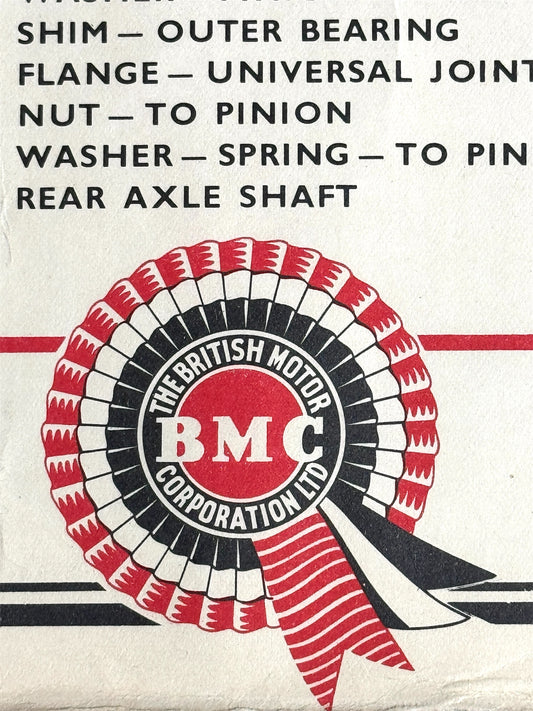 SHIM — OUTER BEARING
FLANGE — UNIVERSAL JOINT
NUT — TO PINION
WASHER — SPRING — TO PIN
REAR AXLE SHAFT
THE BRITISH MOTOR
BMC
CORPORATION LTD